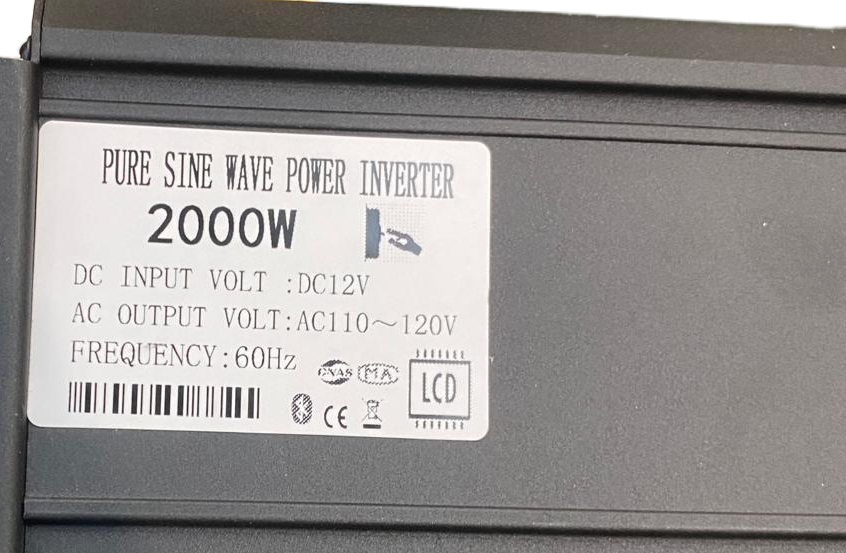 PURE SINE WAVE POWER INVERTER
2000W
DC INPUT VOLT :DC12V
AC OUTPUT VOLT:AC110～120V
FREQUENCY:60Hz
CNAS MA
LCD
CE